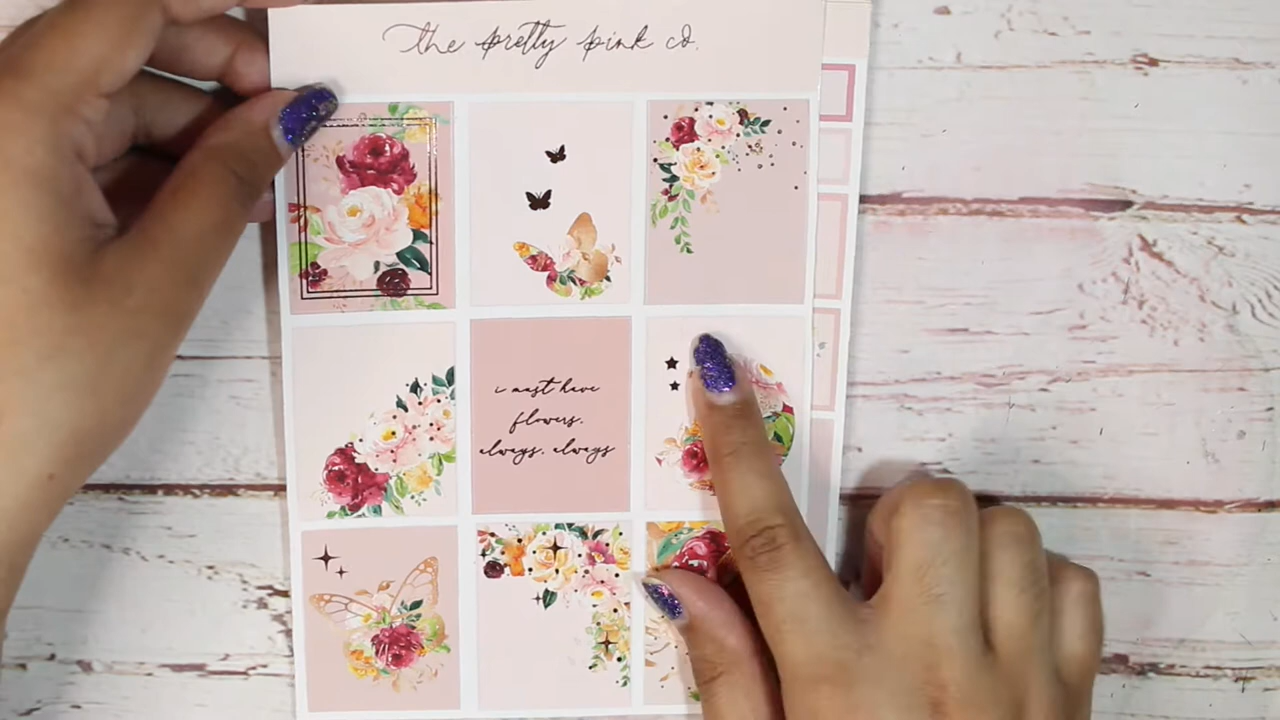 the pretty pink co.
i must have
flowers.
always, always